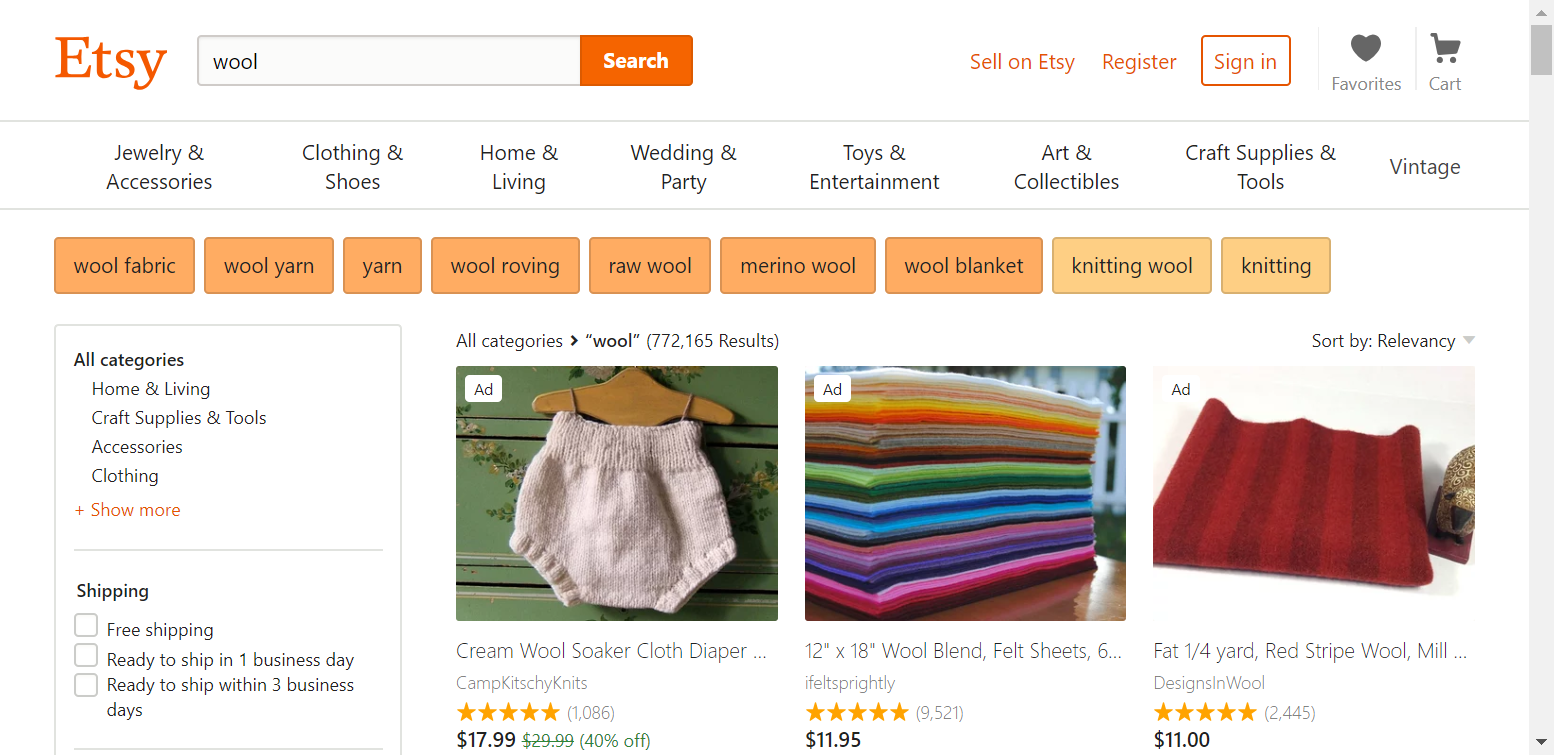 Etsy
wool
Search
Sell on Etsy
Register
Sign in
Favorites
Cart
Jewelry &
Accessories
Clothing &
Shoes
Home &
Living
Wedding &
Party
Toys &
Entertainment
Art &
Collectibles
Craft Supplies &
Tools
Vintage
wool fabric
wool yarn
yarn
wool roving
raw wool
merino wool
wool blanket
knitting wool
knitting
All categories
Home & Living
Craft Supplies & Tools
Accessories
Clothing
+ Show more
Shipping
Free shipping
Ready to ship in 1 business day
Ready to ship within 3 business
days
All categories > “wool” (772,165 Results)
Sort by: Relevancy
Ad
Cream Wool Soaker Cloth Diaper ...
CampKitschyKnits
(1,086)
$17.99 $29.99 (40% off)
Ad
12" x 18" Wool Blend, Felt Sheets, 6...
ifeltsprightly
(9,521)
$11.95
Ad
Fat 1/4 yard, Red Stripe Wool, Mill ...
DesignsInWool
(2,445)
$11.00